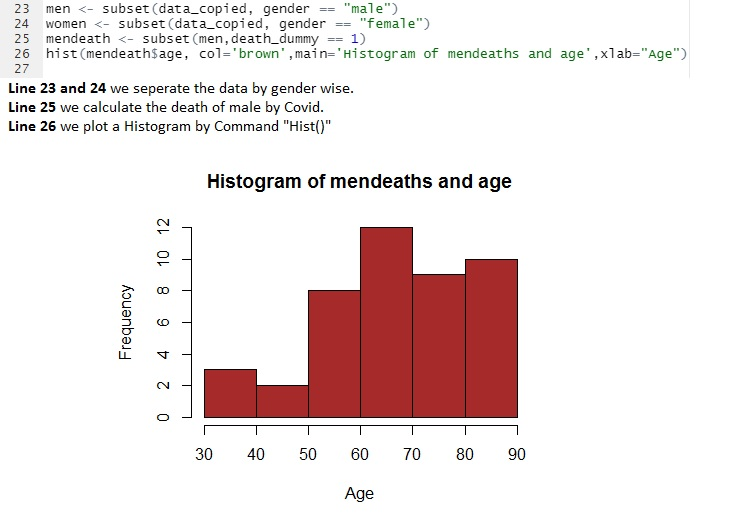 23 men <- subset(data_copied, gender == "male")
24 women <- subset(data_copied, gender == "female")
25 mendeath <- subset(men,death_dummy == 1)
26 hist(mendeath$age, col='brown',main='Histogram of mendeaths and age',xlab="Age")
27
Line 23 and 24 we seperate the data by gender wise.
Line 25 we calculate the death of male by Covid.
Line 26 we plot a Histogram by Command "Hist()"
Histogram of mendeaths and age
Frequency
12
10
8
6
4
2
0
30 40 50 60 70 80 90
Age